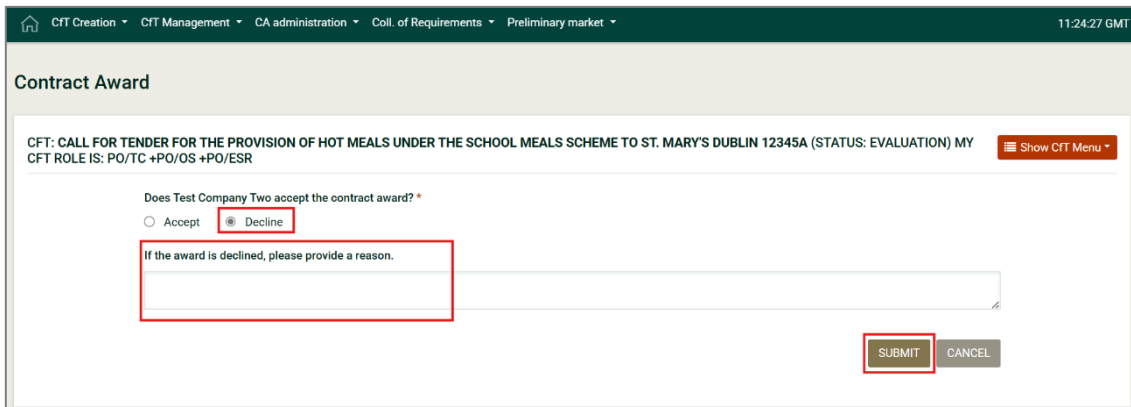 CfT Creation CfT Management CA administration Coll. of Requirements Preliminary market 11:24:27 GMT
Contract Award
CFT: CALL FOR TENDER FOR THE PROVISION OF HOT MEALS UNDER THE SCHOOL MEALS SCHEME TO ST. MARY'S DUBLIN 12345A (STATUS: EVALUATION) MY
CFT ROLE IS: PO/TC +PO/OS +PO/ESR
Show CfT Menu
Does Test Company Two accept the contract award? *
Accept Decline
If the award is declined, please provide a reason.
SUBMIT CANCEL